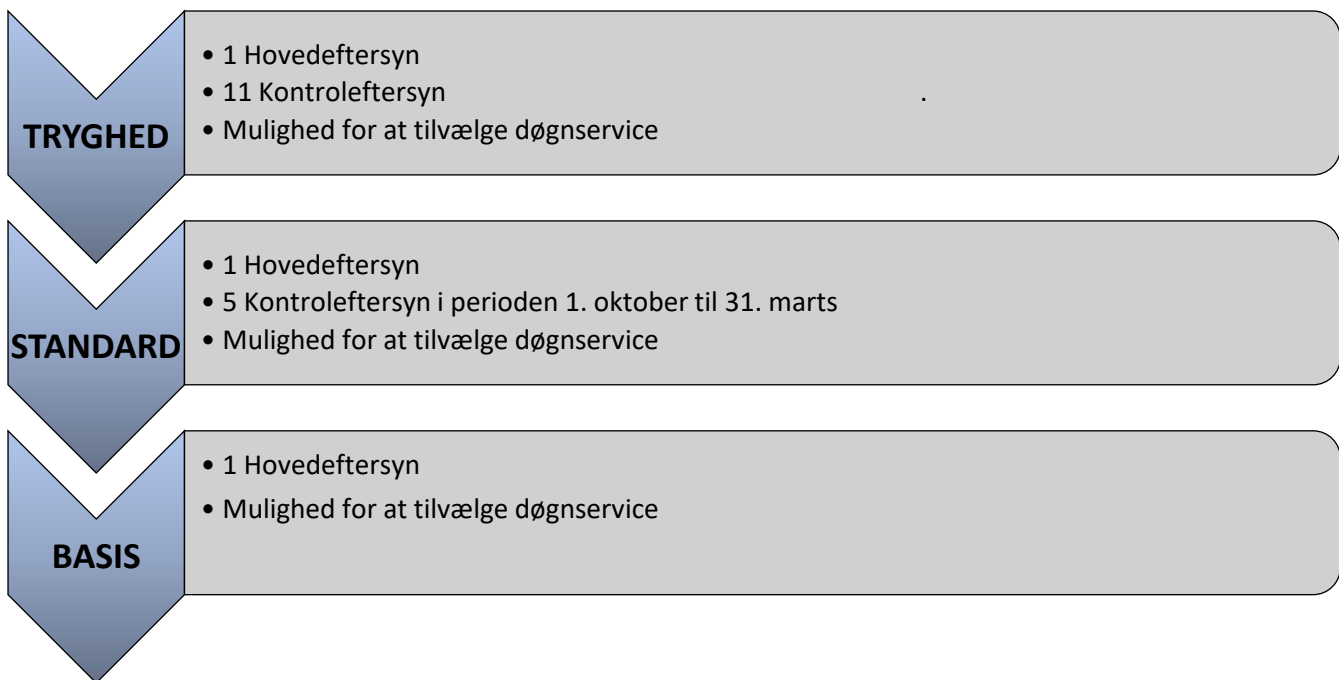 TRYGHED
• 1 Hovedeftersyn
• 11 Kontroleftersyn .
• Mulighed for at tilvælge døgnservice
STANDARD
• 1 Hovedeftersyn
• 5 Kontroleftersyn i perioden 1. oktober til 31. marts
• Mulighed for at tilvælge døgnservice
BASIS
• 1 Hovedeftersyn
• Mulighed for at tilvælge døgnservice